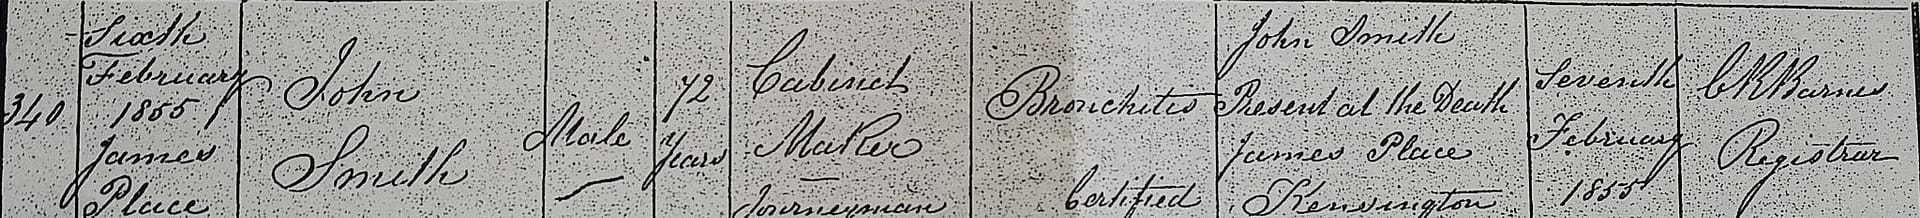 340
Sixth
February
1855
James
Place
John
Smith
Male
72
Years
Cabinet
Maker
Journeyman
Bronchitis
Certified
John Smith
Present at the Death
James Place
Kensington
Seventh
February
1855
C R Barnes
Registrar